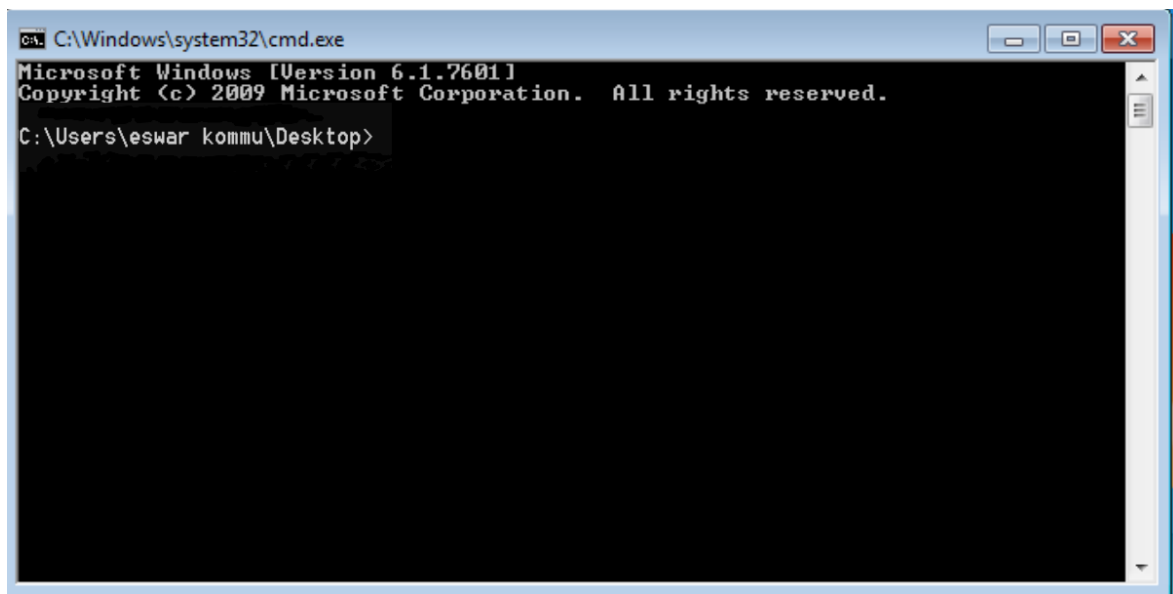 C:\Windows\system32\cmd.exe
Microsoft Windows [Version 6.1.7601]
Copyright (c) 2009 Microsoft Corporation.  All rights reserved.
C:\Users\eswar kommu\Desktop>